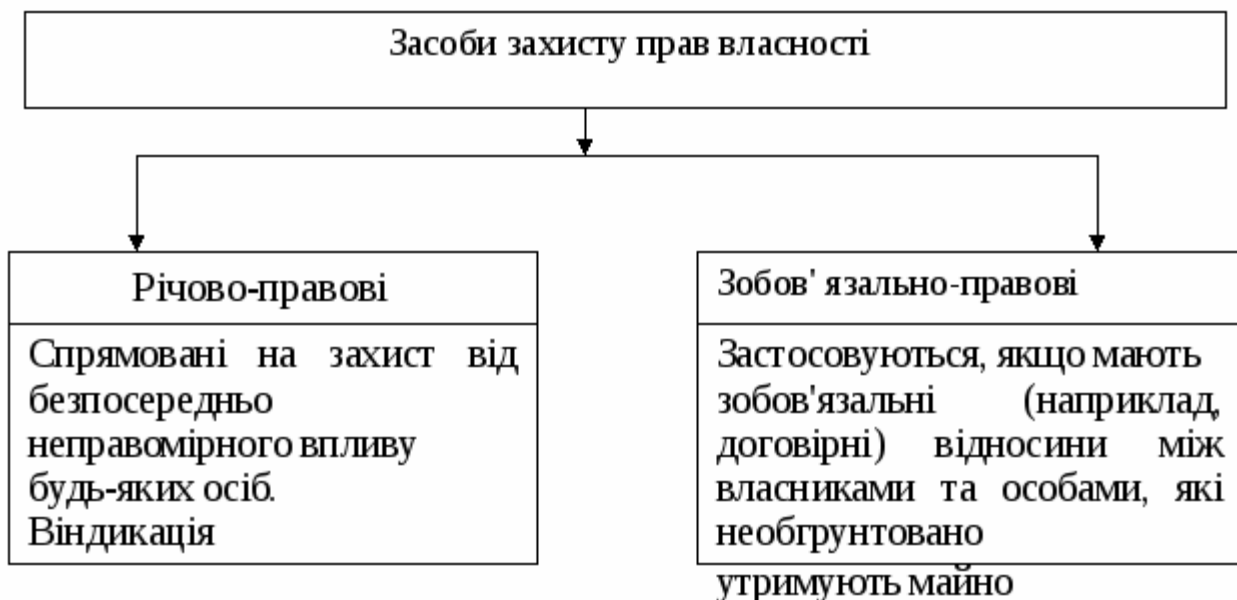 Засоби захисту прав власності
Річово-правові
Спрямовані на захист від
безпосередньо
неправомірного впливу
будь-яких осіб.
Віндикація
Зобов' язально-правові
Застосовуються, якщо мають
зобов'язальні (наприклад,
договірні) відносини між
власниками та особами, які
необгрунтовано
утримують майно